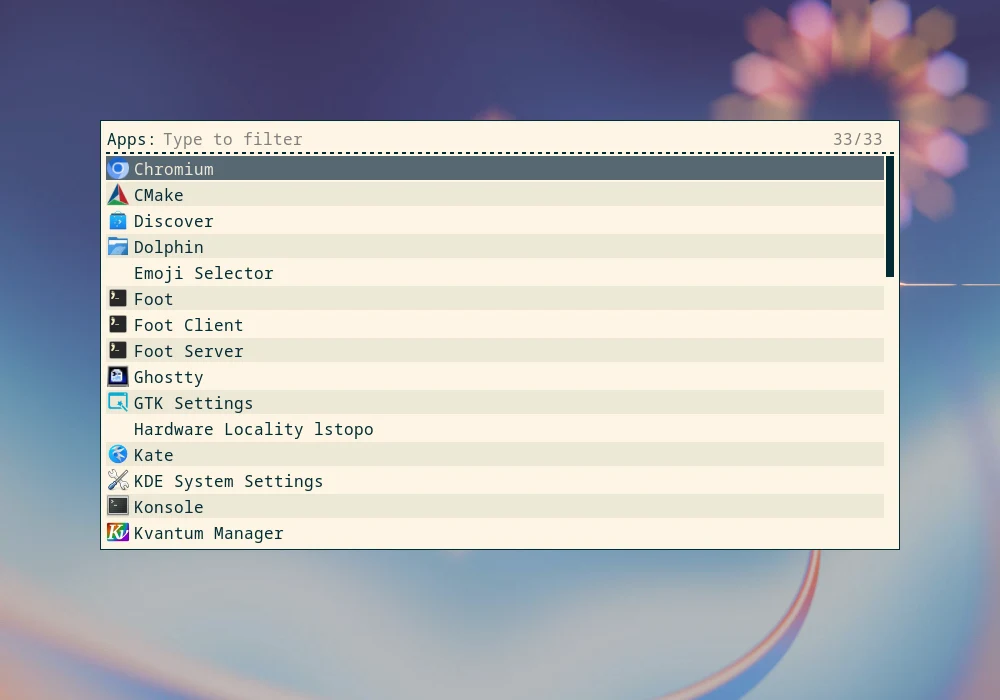 Apps: Type to filter 33/33
Chromium
CMake
Discover
Dolphin
Emoji Selector
Foot
Foot Client
Foot Server
Ghostty
GTK Settings
Hardware Locality lstopo
Kate
KDE System Settings
Konsole
Kvantum Manager